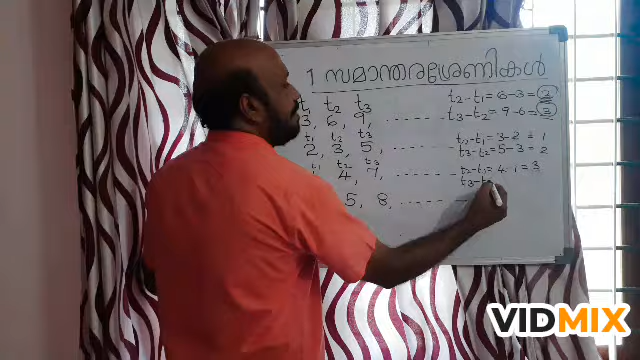 1 സമാന്തരശ്രേണികൾ
t₁ t₂ t₃
3, 6, 9, ........
t₂-t₁ = 6-3 = 3
t₃-t₂ = 9-6 = 3
t₁ t₂ t₃
2, 3, 5, ........
t₂-t₁ = 3-2 = 1
t₃-t₂ = 5-3 = 2
t₂ t₃
4, 7, ........
t₂-t₁ = 4-1 = 3
t₃-t₂
5, 8, ........
VIDMIX